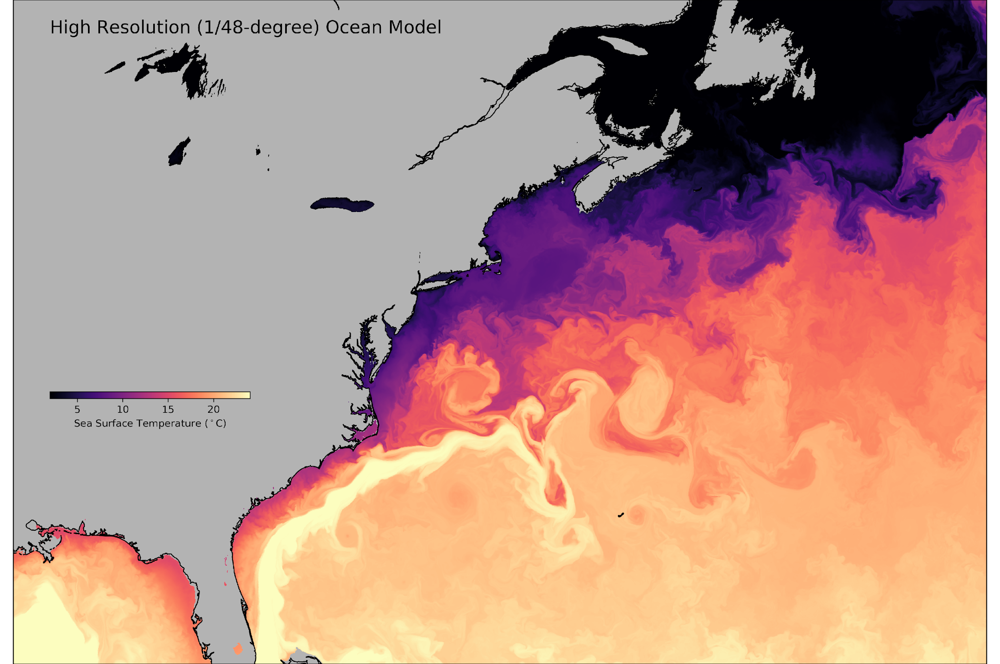 High Resolution (1/48-degree) Ocean Model
5 10 15 20
Sea Surface Temperature (°C)